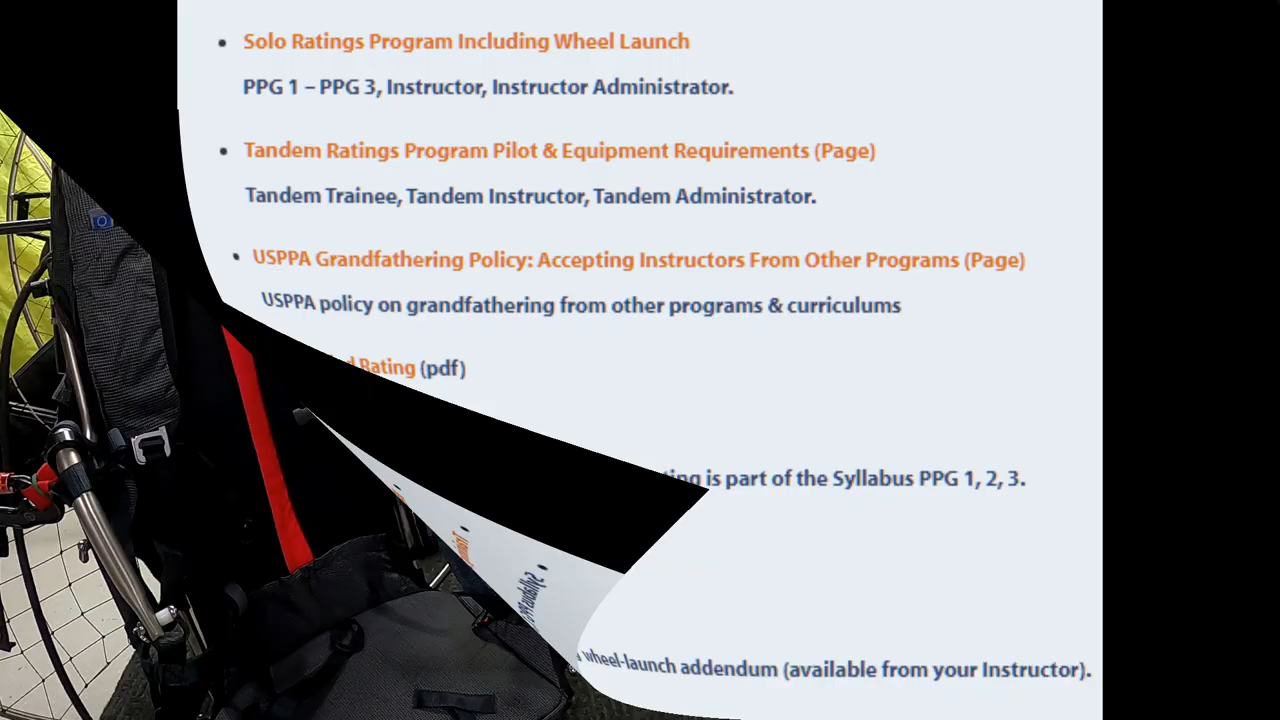 Solo Ratings Program Including Wheel Launch
PPG 1 – PPG 3, Instructor, Instructor Administrator.
Tandem Ratings Program Pilot & Equipment Requirements (Page)
Tandem Trainee, Tandem Instructor, Tandem Administrator.
USPPA Grandfathering Policy: Accepting Instructors From Other Programs (Page)
USPPA policy on grandfathering from other programs & curriculums
Rating (pdf)
is part of the Syllabus PPG 1, 2, 3.
wheel-launch addendum (available from your Instructor).